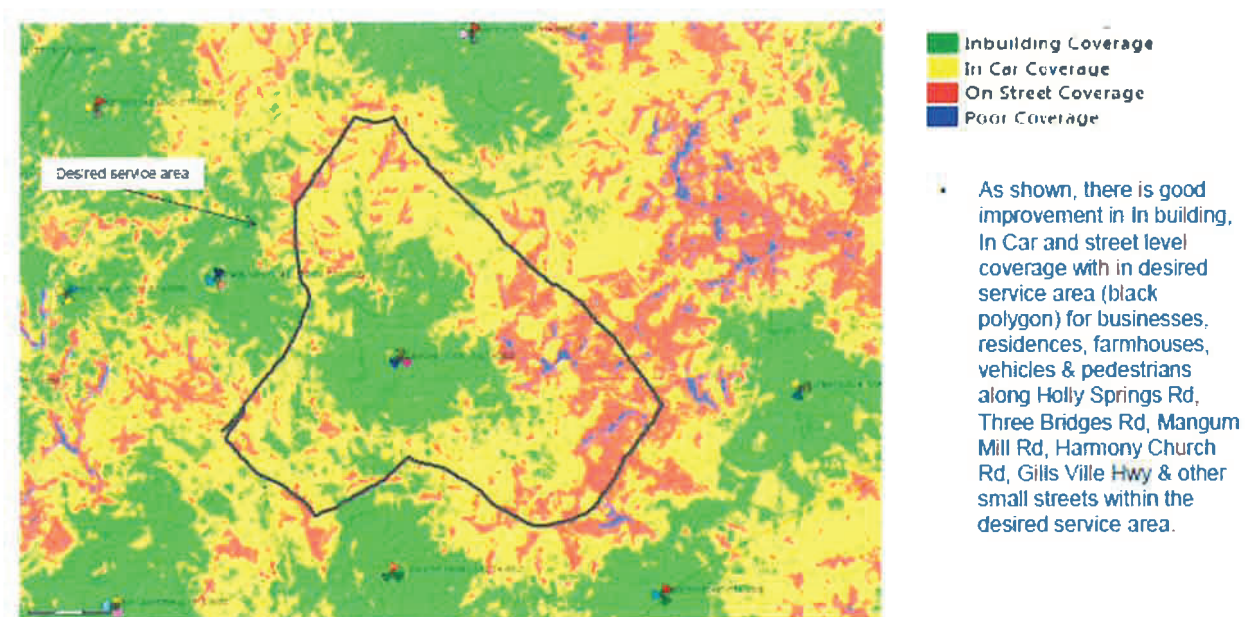 Inbuilding Coverage
In Car Coverage
On Street Coverage
Poor Coverage
Desired service area
• As shown, there is good
improvement in In building,
In Car and street level
coverage with in desired
service area (black
polygon) for businesses,
residences, farmhouses,
vehicles & pedestrians
along Holly Springs Rd,
Three Bridges Rd, Mangum
Mill Rd, Harmony Church
Rd, Gills Ville Hwy & other
small streets within the
desired service area.